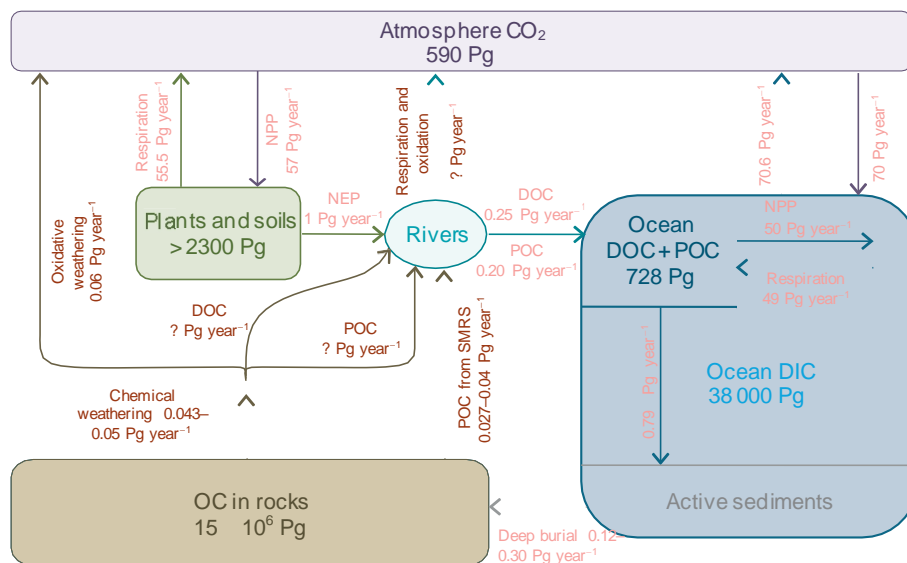 Atmosphere CO₂
590 Pg
Oxidative
weathering
0.06 Pg year⁻¹
Respiration
55.5 Pg year⁻¹
NPP
57 Pg year⁻¹
Respiration and
oxidation
? Pg year⁻¹
70.6 Pg year⁻¹
70 Pg year⁻¹
Plants and soils
>2300 Pg
NEP
1 Pg year⁻¹
Rivers
DOC
0.25 Pg year⁻¹
POC
0.20 Pg year⁻¹
Ocean
DOC+POC
728 Pg
NPP
50 Pg year⁻¹
Respiration
49 Pg year⁻¹
DOC
? Pg year⁻¹
POC
? Pg year⁻¹
POC from SMRS
0.027–0.04 Pg year⁻¹
0.79 Pg year⁻¹
Ocean DIC
38 000 Pg
Chemical
weathering 0.043–
0.05 Pg year⁻¹
OC in rocks
15 10⁶ Pg
Active sediments
Deep burial 0.12–
0.30 Pg year⁻¹